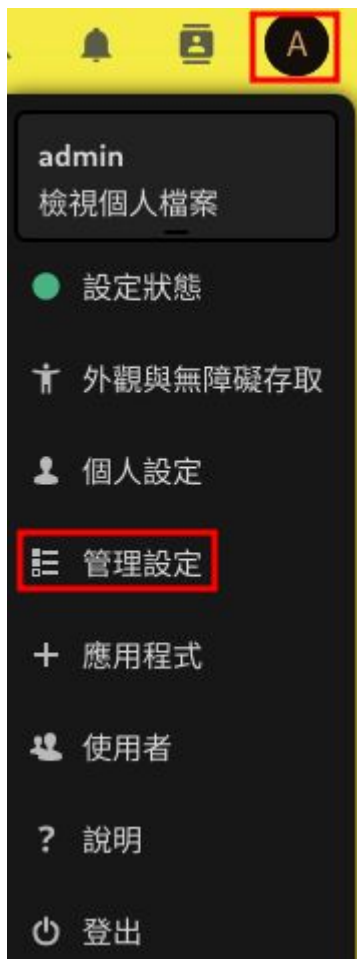 A
admin
檢視個人檔案
設定狀態
外觀與無障礙存取
個人設定
管理設定
應用程式
使用者
? 說明
登出